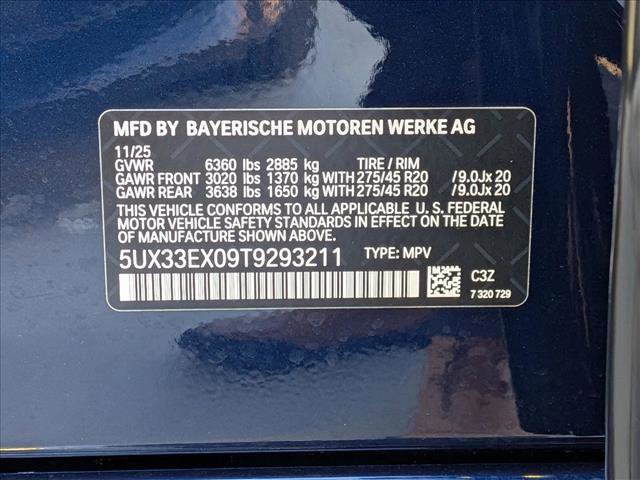 MFD BY BAYERISCHE MOTOREN WERKE AG
11/25
GVWR 6360 lbs 2885 kg TIRE / RIM
GAWR FRONT 3020 lbs 1370 kg WITH 275/45 R20 /9.0Jx 20
GAWR REAR 3638 lbs 1650 kg WITH 275/45 R20 /9.0Jx 20
THIS VEHICLE CONFORMS TO ALL APPLICABLE U. S. FEDERAL
MOTOR VEHICLE SAFETY STANDARDS IN EFFECT ON THE
DATE OF MANUFACTURE SHOWN ABOVE.
5UX33EX09T9293211 TYPE: MPV
C3Z
7 320 729